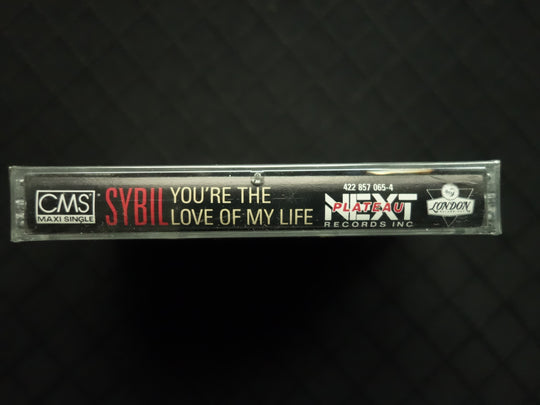 CMS
MAXI SINGLE
SYBIL
YOU'RE THE
LOVE OF MY LIFE
422 857 065-4
NEXT
PLATEAU
RECORDS INC
LONDON